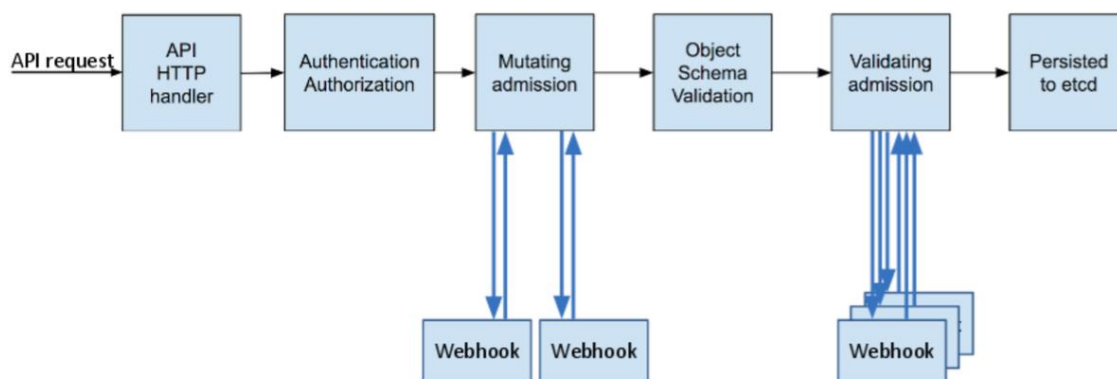 API request
API
HTTP
handler
Authentication
Authorization
Mutating
admission
Object
Schema
Validation
Validating
admission
Persisted
to etcd
Webhook
Webhook
Webhook